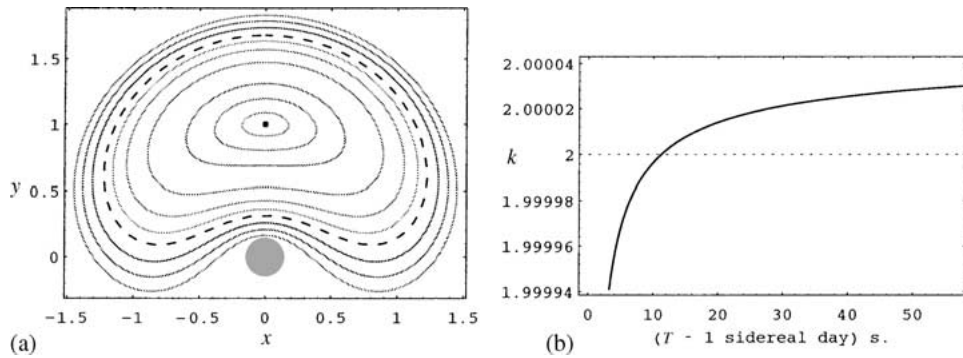 1.5
1
y 0.5
0
-1.5 -1 -0.5 0 0.5 1 1.5
x
(a)
2.00004
2.00002
k 2
1.99998
1.99996
1.99994
0 10 20 30 40 50
(T - 1 sidereal day) s.
(b)